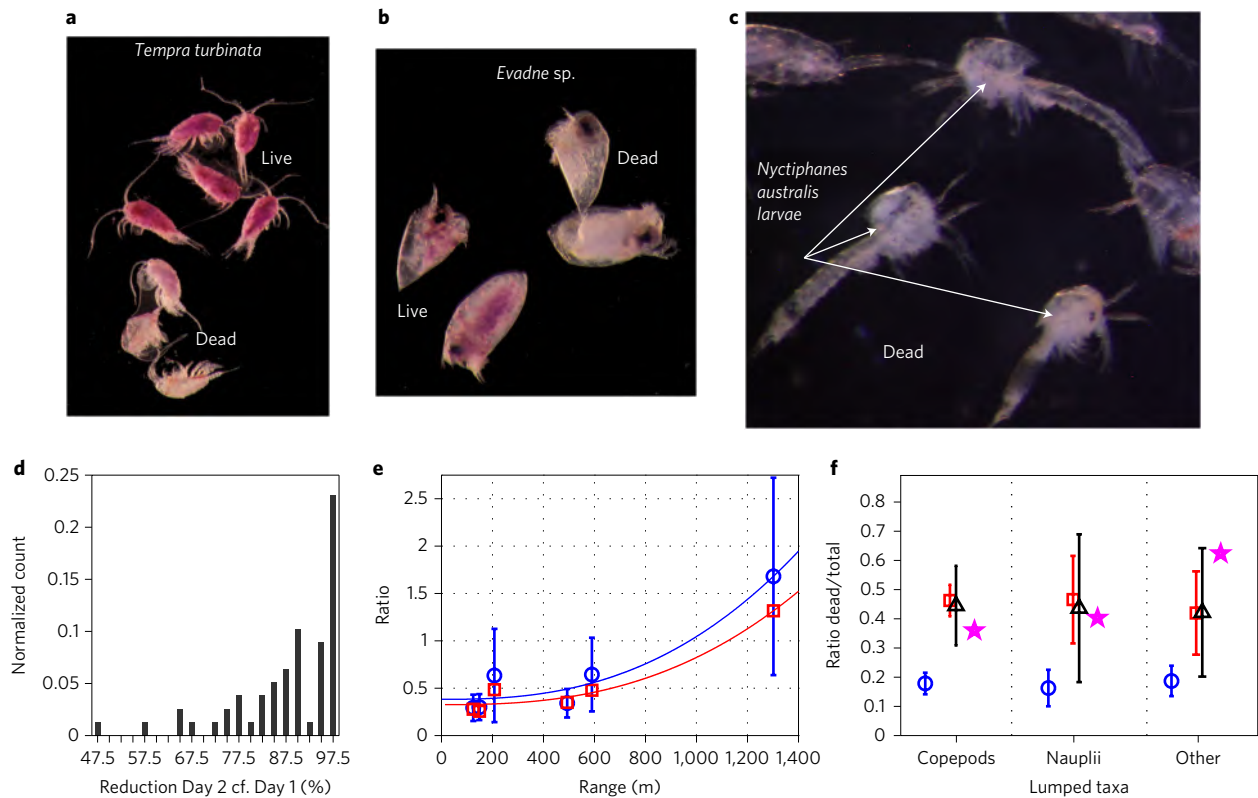 a
Tempra turbinata
Live
Dead
b
Evadne sp.
Dead
Live
c
Nyctiphanes
australis
larvae
Dead
d
Normalized count
0.25
0.2
0.15
0.1
0.05
0
47.5 57.5 67.5 77.5 87.5 97.5
Reduction Day 2 cf. Day 1 (%)
e
Ratio
2.5
2
1.5
1
0.5
0
0 200 400 600 800 1,000 1,200 1,400
Range (m)
f
Ratio dead/total
0.8
0.7
0.6
0.5
0.4
0.3
0.2
0.1
0
Copepods Nauplii Other
Lumped taxa